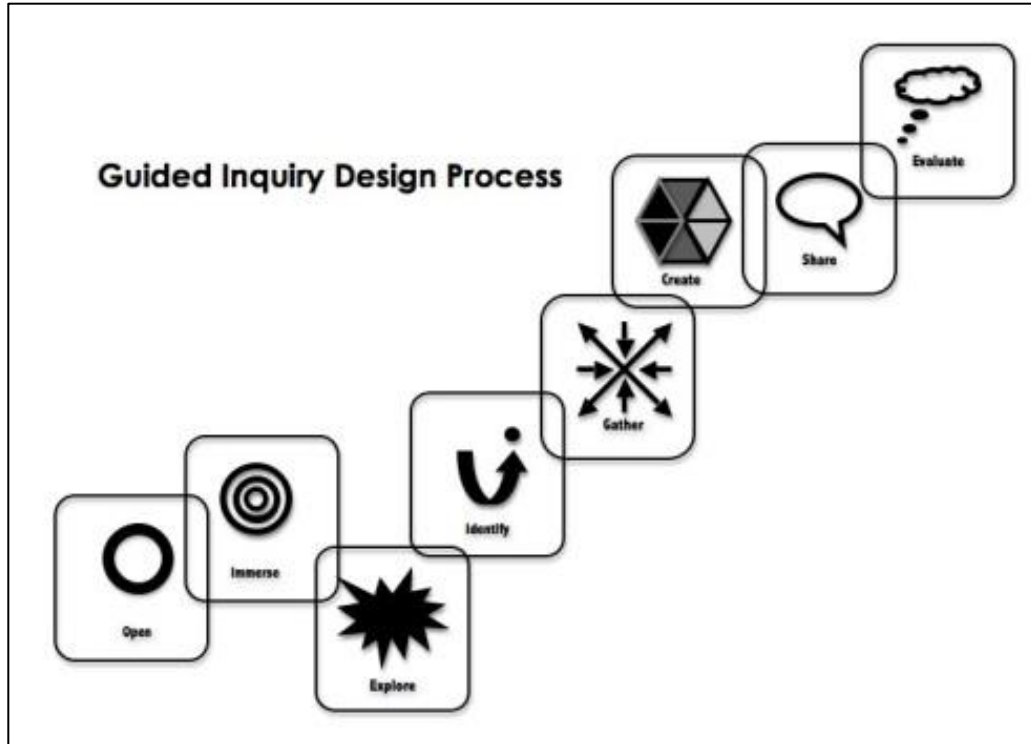 Guided Inquiry Design Process
Open
Immerse
Explore
Identify
Gather
Create
Share
Evaluate